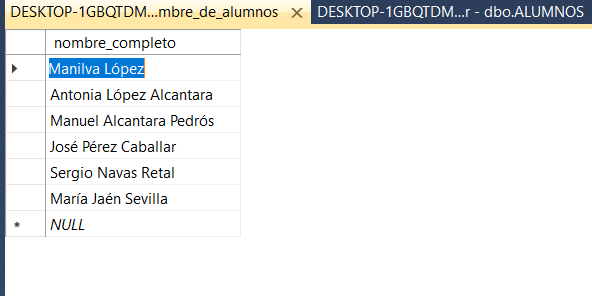 DESKTOP-1GBQTDM...mbre_de_alumnos DESKTOP-1GBQTDM...r - dbo.ALUMNOS
nombre_completo
Manilva López
Antonia López Alcantara
Manuel Alcantara Pedrós
José Pérez Caballar
Sergio Navas Retal
María Jaén Sevilla
NULL